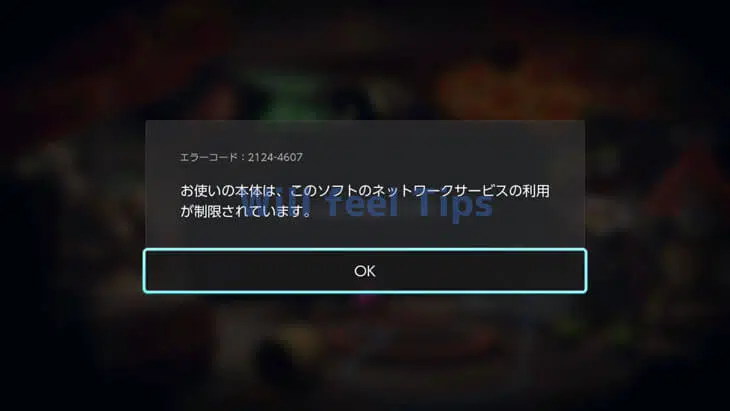 エラーコード：2124-4607
お使いの本体は、このソフトのネットワークサービスの利用
が制限されています。
Will feel Tips
OK